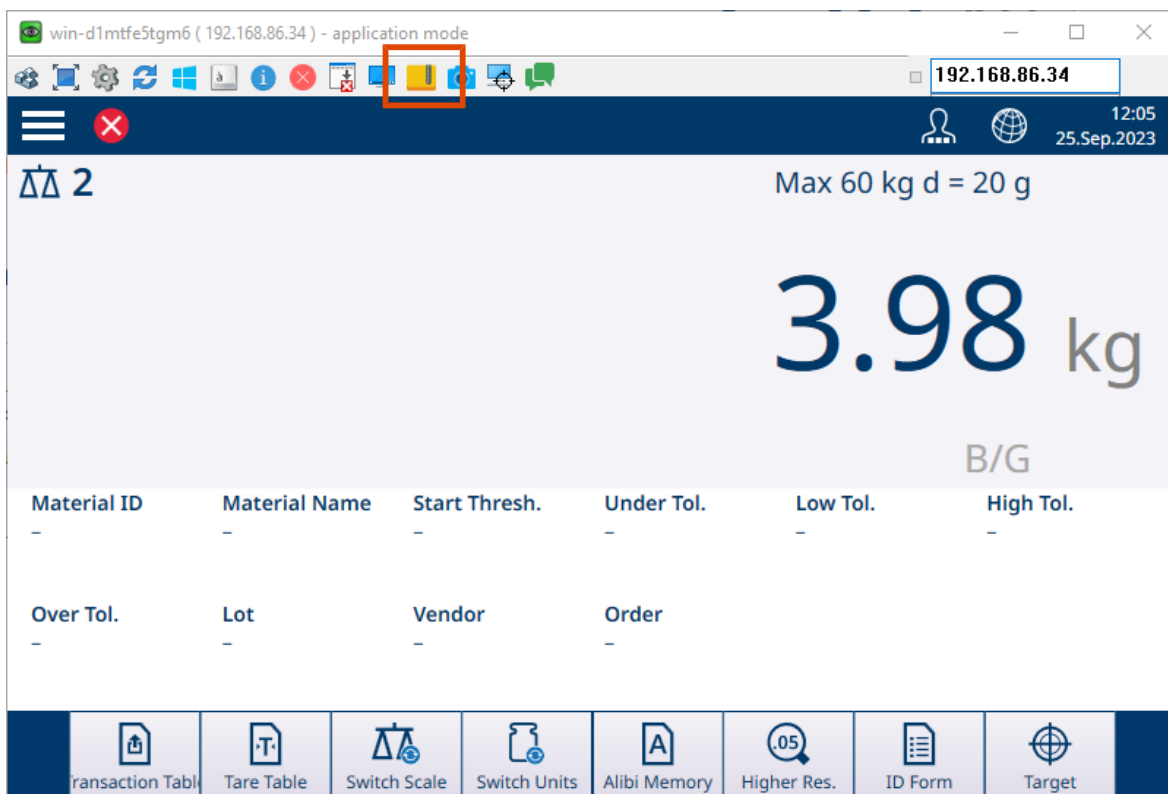 win-d1mtfe5tgm6 ( 192.168.86.34 ) - application mode
192.168.86.34
12:05
25.Sep.2023
2
Max 60 kg d = 20 g
3.98 kg
B/G
Material ID Material Name Start Thresh. Under Tol. Low Tol. High Tol.
– – – – – –
Over Tol. Lot Vendor Order
– – – –
ransaction Tabl Tare Table Switch Scale Switch Units Alibi Memory Higher Res. ID Form Target